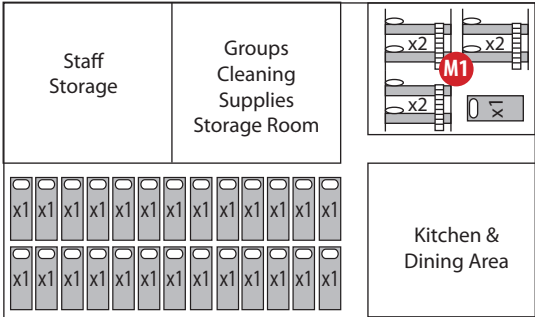 Staff
Storage
Groups
Cleaning
Supplies
Storage Room
x2 x2
M1
x2 x1
x1 x1 x1 x1 x1 x1 x1 x1 x1 x1 x1 x1 x1
x1 x1 x1 x1 x1 x1 x1 x1 x1 x1 x1 x1 x1
Kitchen &
Dining Area